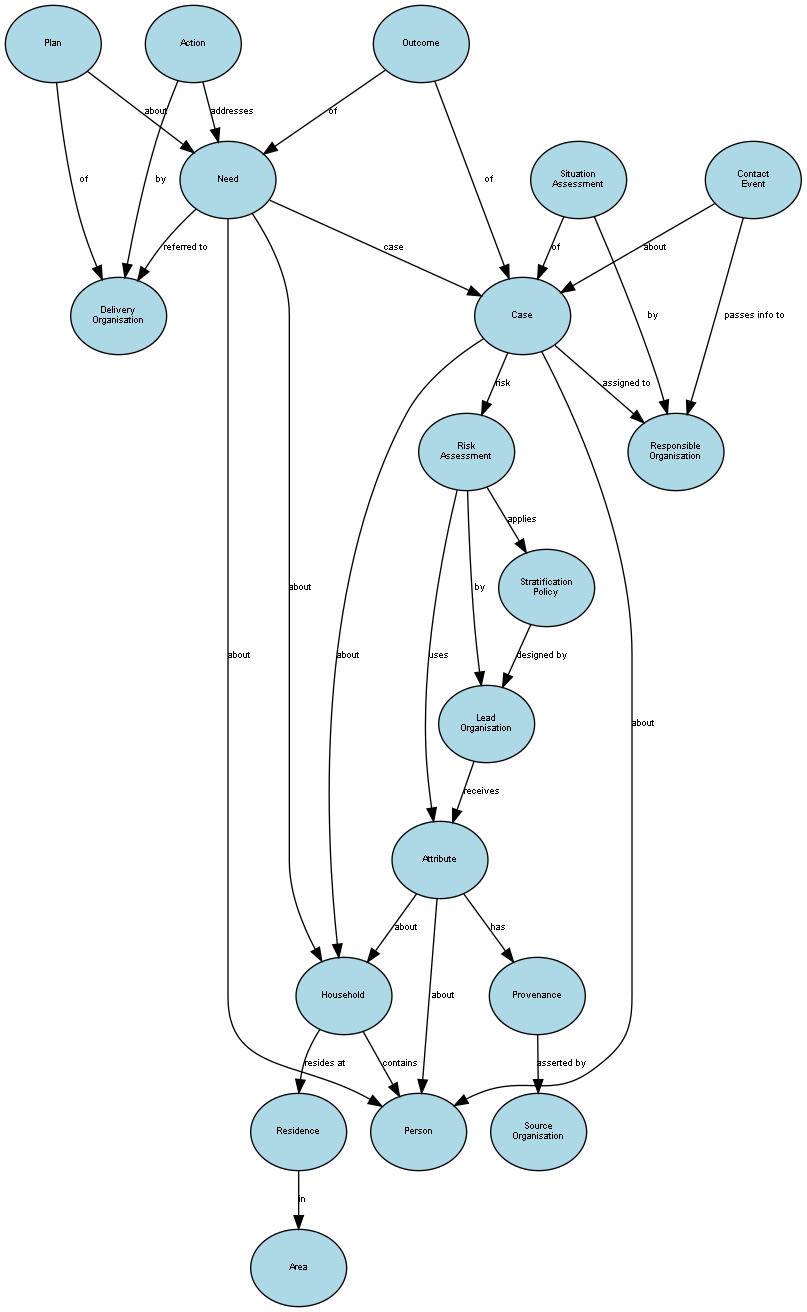 Plan
Action
Outcome
about
addresses
of
of
by
Need
of
Situation
Assessment
Contact
Event
referred to
case
of
about
Delivery
Organisation
Case
by
passes info to
risk
assigned to
Risk
Assessment
Responsible
Organisation
applies
about
by
Stratification
Policy
about
about
uses
designed by
Lead
Organisation
about
receives
Attribute
about
has
Household
about
Provenance
resides at
contains
asserted by
Residence
Person
Source
Organisation
in
Area